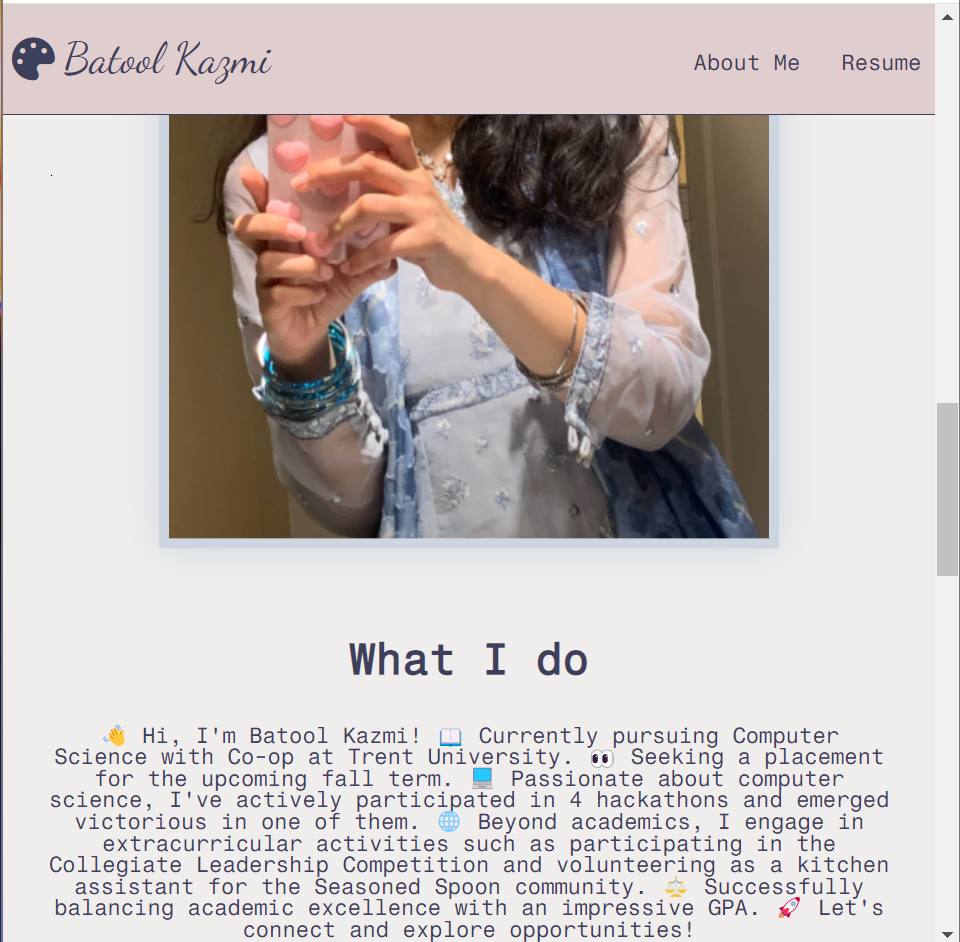 Batool Kazmi
About Me Resume
What I do
👋 Hi, I'm Batool Kazmi! 📖 Currently pursuing Computer
Science with Co-op at Trent University. 👀 Seeking a placement
for the upcoming fall term. 💻 Passionate about computer
science, I've actively participated in 4 hackathons and emerged
victorious in one of them. 🌐 Beyond academics, I engage in
extracurricular activities such as participating in the
Collegiate Leadership Competition and volunteering as a kitchen
assistant for the Seasoned Spoon community. ⚖️ Successfully
balancing academic excellence with an impressive GPA. 🚀 Let's
connect and explore opportunities!